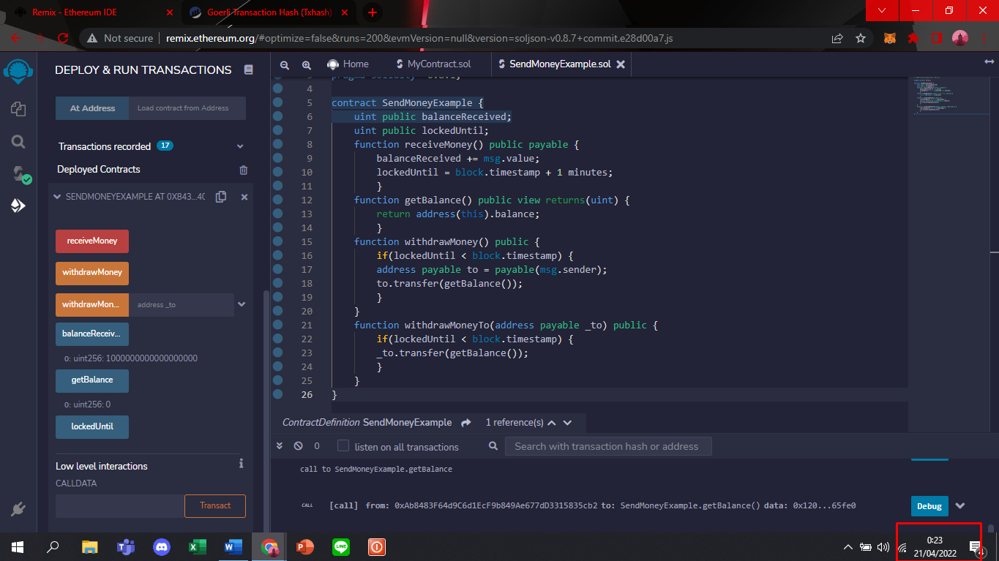 Remix - Ethereum IDE
Goerli Transaction Hash (Txhash)
Not secure
remix.ethereum.org/#optimize=false&runs=200&evmVersion=null&version=soljson-v0.8.7+commit.e28d00a7.js
DEPLOY & RUN TRANSACTIONS
Home
MyContract.sol
SendMoneyExample.sol
At Address
Load contract from Address
Transactions recorded 17
Deployed Contracts
SENDMONEYEXAMPLE AT 0X843...4C
receiveMoney
withdrawMoney
withdrawMon...
address _to
balanceReceiv...
0: uint256: 1000000000000000000
getBalance
0: uint256: 0
lockedUntil
Low level interactions
CALLDATA
Transact
4
5 contract SendMoneyExample {
6 uint public balanceReceived;
7 uint public lockedUntil;
8 function receiveMoney() public payable {
9 balanceReceived += msg.value;
10 lockedUntil = block.timestamp + 1 minutes;
11 }
12 function getBalance() public view returns(uint) {
13 return address(this).balance;
14 }
15 function withdrawMoney() public {
16 if(lockedUntil < block.timestamp) {
17 address payable to = payable(msg.sender);
18 to.transfer(getBalance());
19 }
20 }
21 function withdrawMoneyTo(address payable _to) public {
22 if(lockedUntil < block.timestamp) {
23 _to.transfer(getBalance());
24 }
25 }
26 }
ContractDefinition SendMoneyExample
1 reference(s)
0
listen on all transactions
Search with transaction hash or address
call to SendMoneyExample.getBalance
CALL
[call] from: 0xAb8483F64d9C6d1EcF9b849Ae677dD3315835cb2 to: SendMoneyExample.getBalance() data: 0x120...65fe0
Debug
0:23
21/04/2022